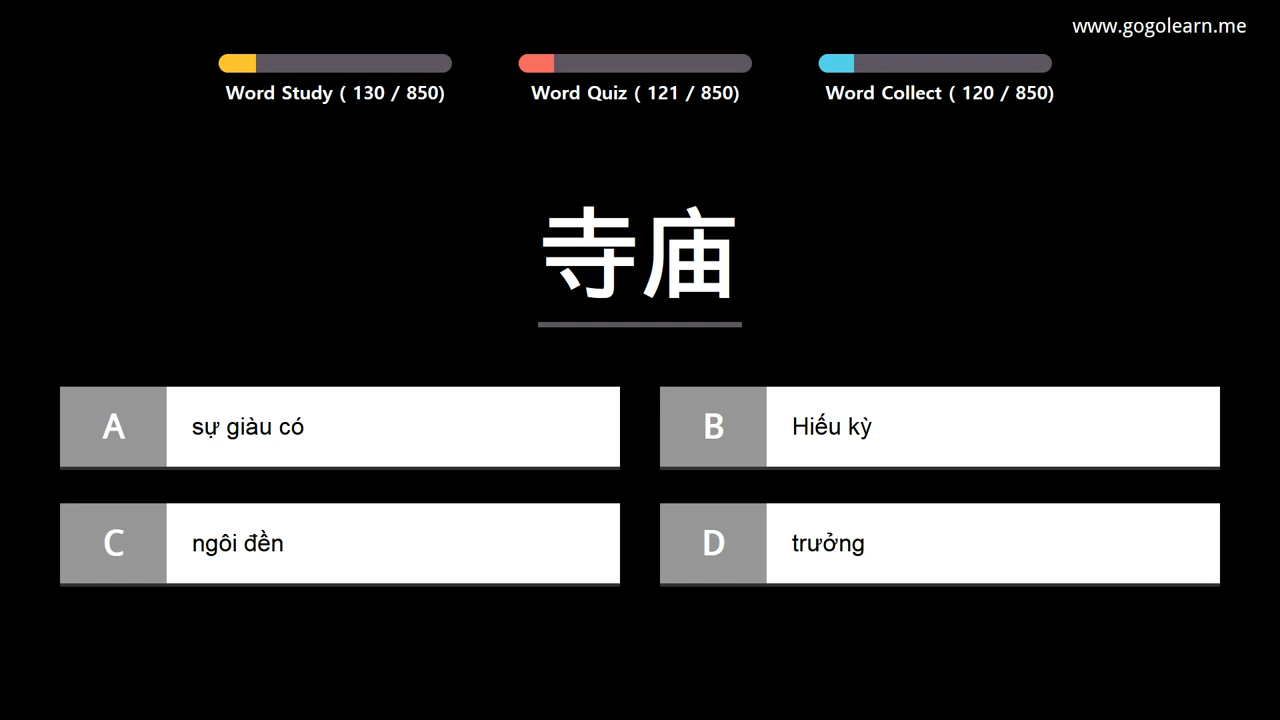 www.gogolearn.me
Word Study ( 130 / 850)
Word Quiz ( 121 / 850)
Word Collect ( 120 / 850)
寺庙
A sự giàu có
B Hiếu kỳ
C ngôi đền
D trưởng